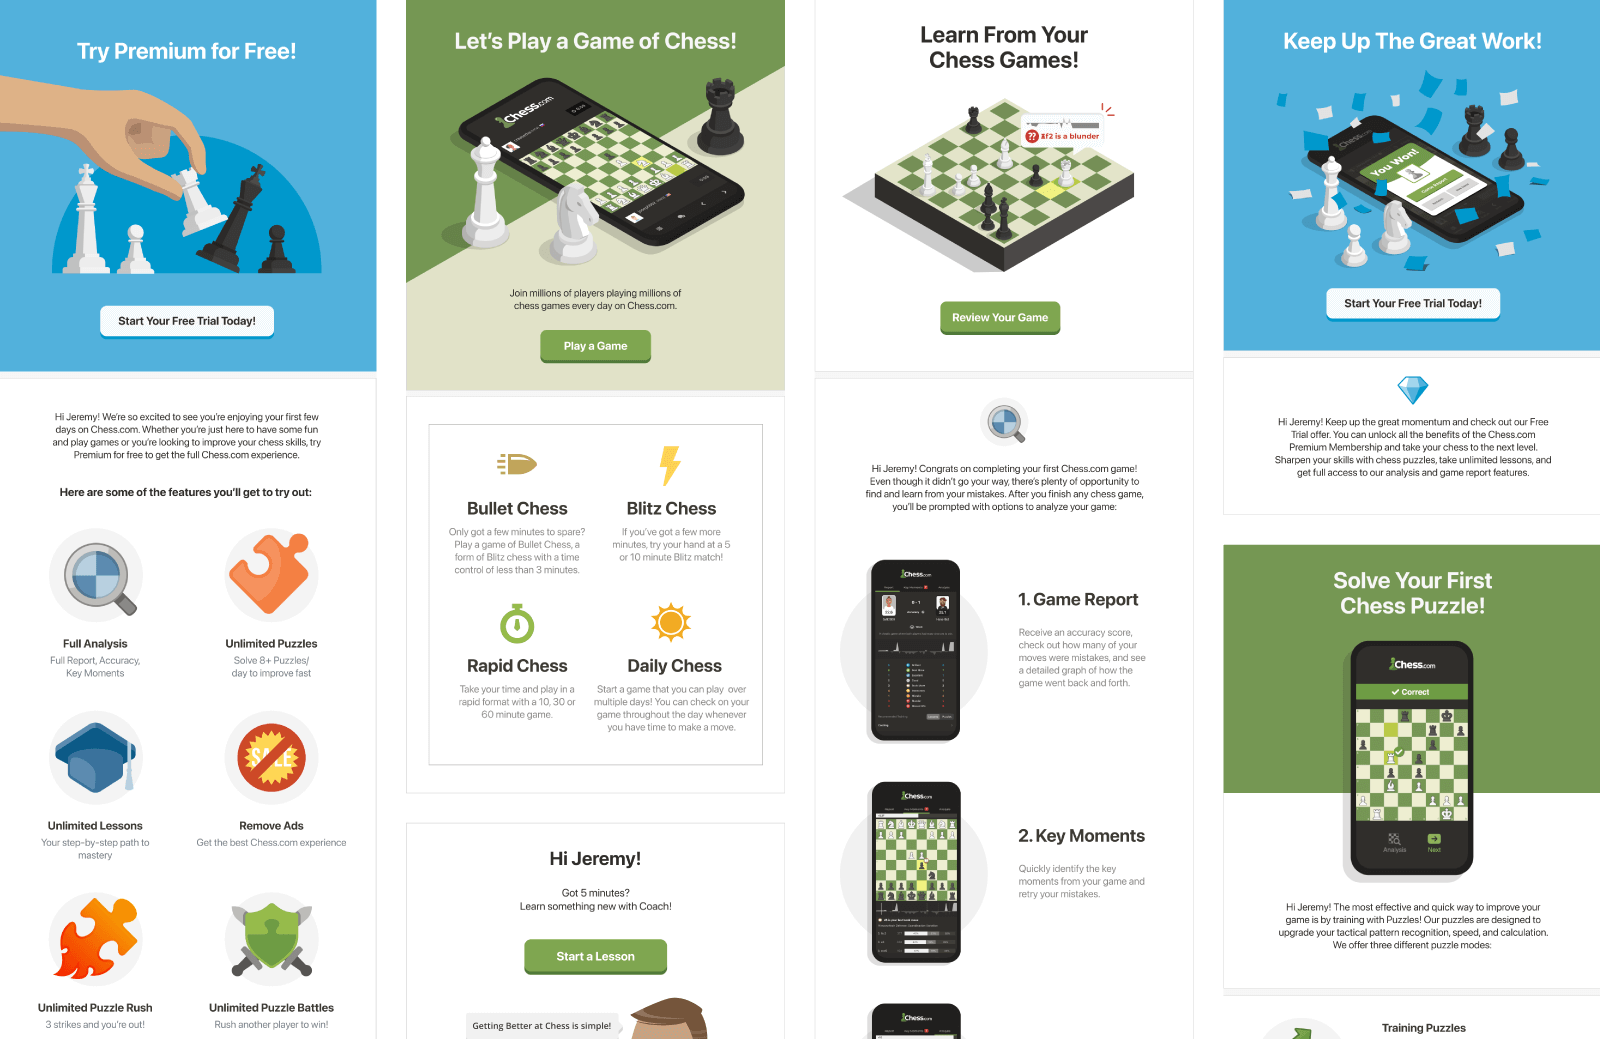 Try Premium for Free!
Start Your Free Trial Today!
Hi Jeremy! We're so excited to see you're enjoying your first few
days on Chess.com. Whether you're just here to have some fun
and play games or you're looking to improve your chess skills, try
Premium for free to get the full Chess.com experience.
Here are some of the features you'll get to try out:
Full Analysis
Full Report, Accuracy,
Key Moments
Unlimited Puzzles
Solve 8+ Puzzles/
day to improve fast
SALE
Unlimited Lessons
Your step-by-step path to
mastery
Remove Ads
Get the best Chess.com experience
Unlimited Puzzle Rush
3 strikes and you're out!
Unlimited Puzzle Battles
Rush another player to win!
Let's Play a Game of Chess!
Chess.com
Join millions of players playing millions of
chess games every day on Chess.com.
Play a Game
Bullet Chess
Only got a few minutes to spare?
Play a game of Bullet Chess, a
form of Blitz chess with a time
control of less than 3 minutes.
Blitz Chess
If you've got a few more
minutes, try your hand at a 5
or 10 minute Blitz match!
Rapid Chess
Take your time and play in a
rapid format with a 10, 30 or
60 minute game.
Daily Chess
Start a game that you can play over
multiple days! You can check on your
game throughout the day whenever
you have time to make a move.
Hi Jeremy!
Got 5 minutes?
Learn something new with Coach!
Start a Lesson
Getting Better at Chess is simple!
Learn From Your
Chess Games!
?? f2 is a blunder
Review Your Game
Hi Jeremy! Congrats on completing your first Chess.com game!
Even though it didn't go your way, there's plenty of opportunity to
find and learn from your mistakes. After you finish any chess game,
you'll be prompted with options to analyze your game:
Chess.com
0 - 1
1. Game Report
Receive an accuracy score,
check out how many of your
moves were mistakes, and see
a detailed graph of how the
game went back and forth.
Chess.com
2. Key Moments
Quickly identify the key
moments from your game and
retry your mistakes.
Chess.com
Keep Up The Great Work!
Chess.com
You Won!
Game Report
Start Your Free Trial Today!
Hi Jeremy! Keep up the great momentum and check out our Free
Trial offer. You can unlock all the benefits of the Chess.com
Premium Membership and take your chess to the next level.
Sharpen your skills with chess puzzles, take unlimited lessons, and
get full access to our analysis and game report features.
Solve Your First
Chess Puzzle!
Chess.com
Correct
Analysis
Next
Hi Jeremy! The most effective and quick way to improve your
game is by training with Puzzles! Our puzzles are designed to
upgrade your tactical pattern recognition, speed, and calculation.
We offer three different puzzle modes:
Training Puzzles